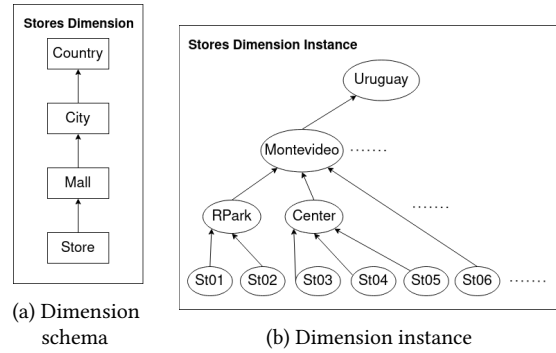 Stores Dimension
Country
City
Mall
Store
(a) Dimension
schema
Stores Dimension Instance
Uruguay
Montevideo ·······
·······
RPark Center
St01 St02 St03 St04 St05 St06 ·······
(b) Dimension instance